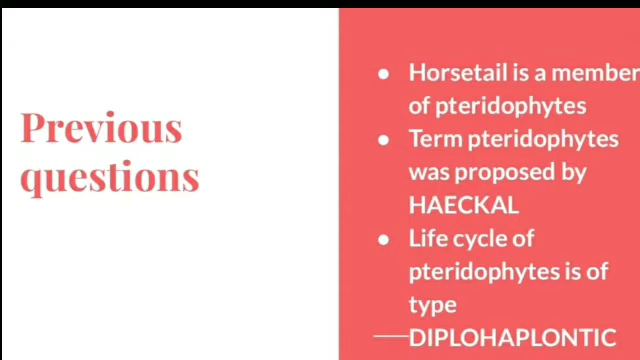 Previous
questions
● Horsetail is a member
of pteridophytes
● Term pteridophytes
was proposed by
HAECKAL
● Life cycle of
pteridophytes is of
type
—DIPLOHAPLONTIC